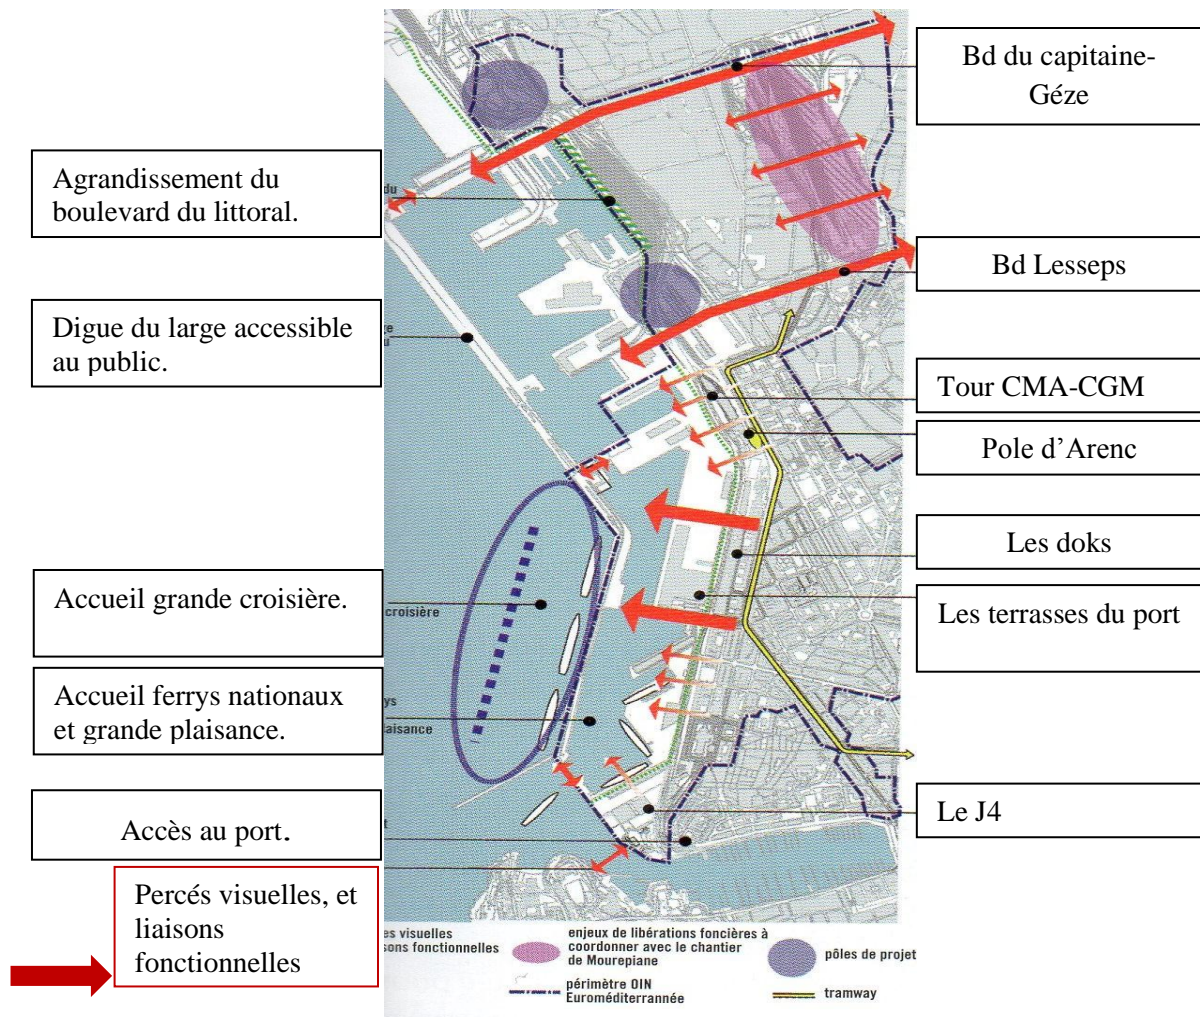 Bd du capitaine-
Géze
Agrandissement du
boulevard du littoral.
du
Bd Lesseps
Digue du large accessible
au public.
Tour CMA-CGM
Pole d’Arenc
Les doks
Accueil grande croisière.
croisière
Les terrasses du port
Accueil ferrys nationaux
et grande plaisance.
ys
aisance
Accès au port.
Le J4
Percés visuelles, et
liaisons
fonctionnelles
es visuelles
sons fonctionnelles
enjeux de libérations foncières à
coordonner avec le chantier
de Mourepiane
pôles de projet
périmètre OIN
Euroméditerrannée
tramway